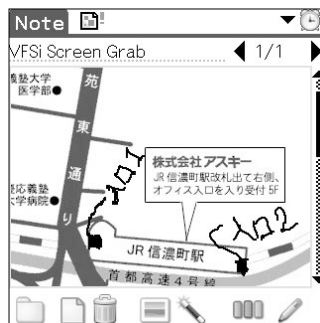 Note
VFSi Screen Grab
1/1
義塾大学
医学部●
苑東通り
入口1
株式会社アスキー
JR 信濃町駅改札出て右側、
オフィス入口を入り受付 5F
応義塾
学病院●
入口2
JR 信濃町駅
首都高速4号線